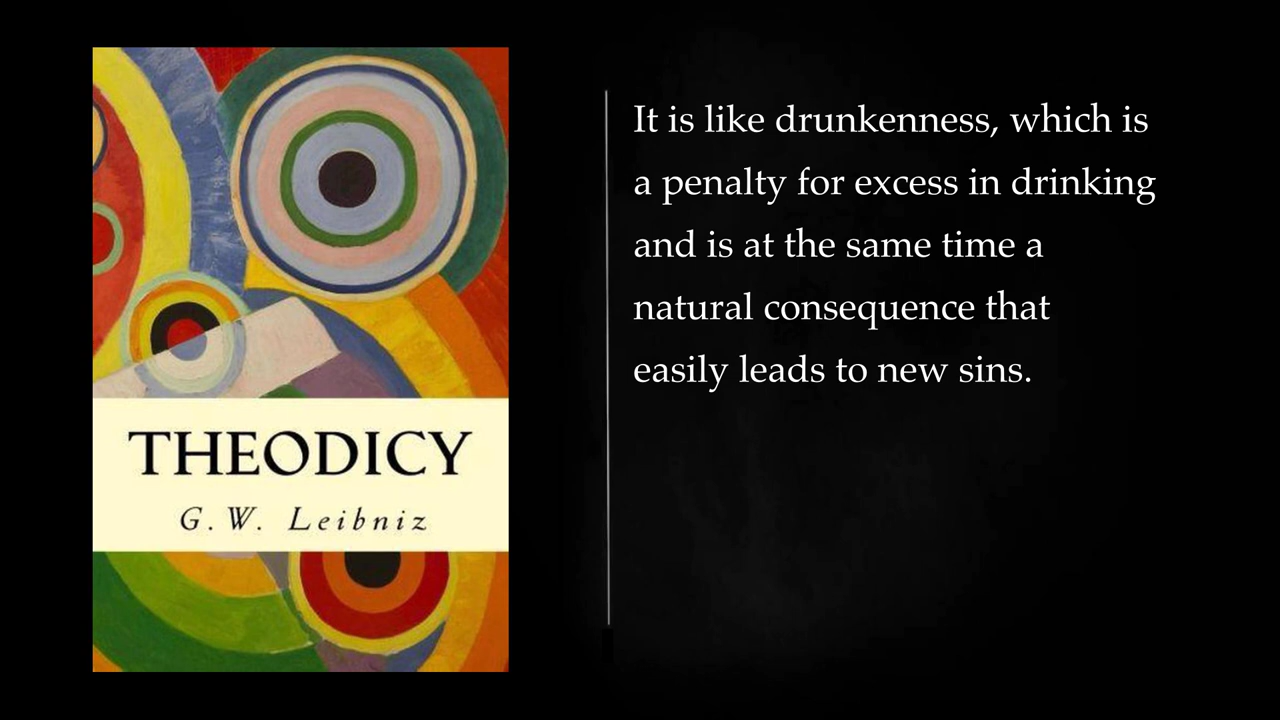 THEODICY
G. W. Leibniz
It is like drunkenness, which is
a penalty for excess in drinking
and is at the same time a
natural consequence that
easily leads to new sins.